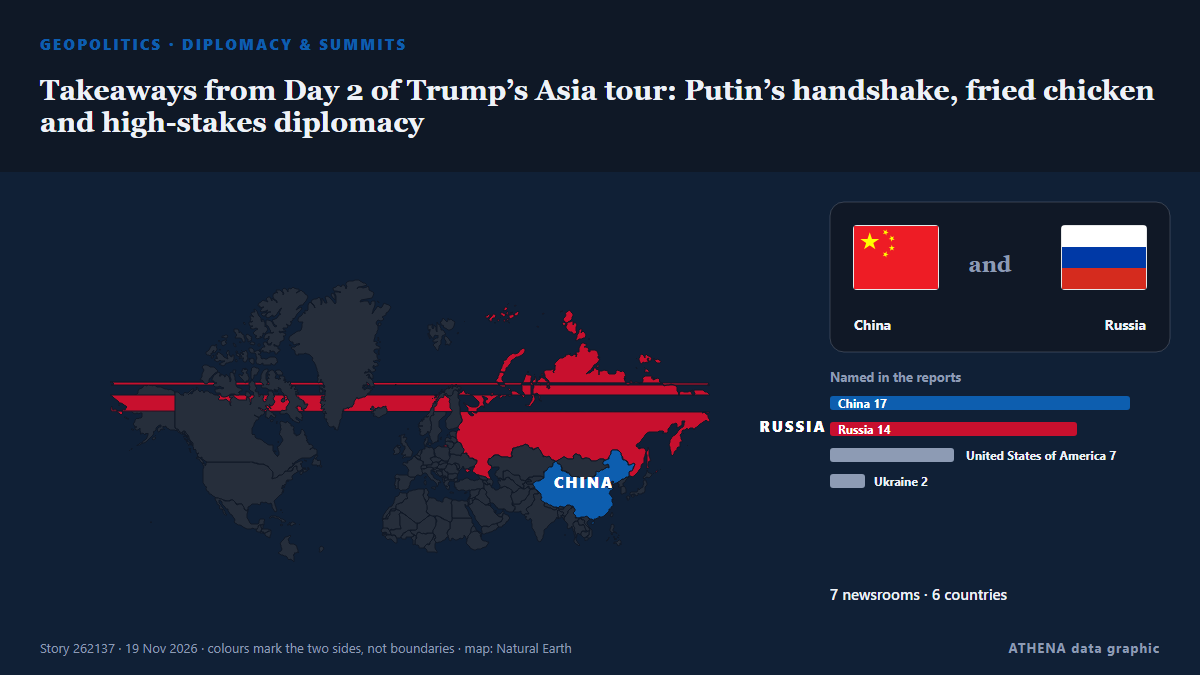 GEOPOLITICS · DIPLOMACY & SUMMITS
Takeaways from Day 2 of Trump’s Asia tour: Putin’s handshake, fried chicken
and high-stakes diplomacy
and
China
Russia
Named in the reports
China 17
RUSSIA
Russia 14
United States of America 7
Ukraine 2
CHINA
7 newsrooms · 6 countries
Story 262137 · 19 Nov 2026 · colours mark the two sides, not boundaries · map: Natural Earth
ATHENA data graphic